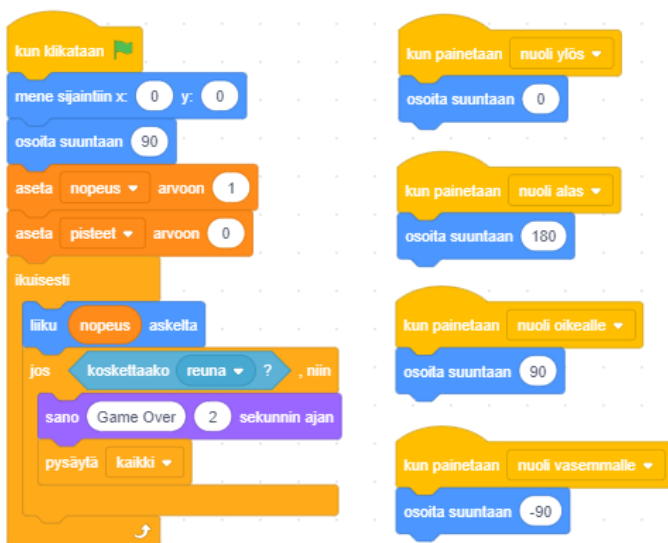 kun klikataan
mene sijaintiin x: 0 y: 0
osoita suuntaan 90
aseta nopeus arvoon 1
aseta pisteet arvoon 0
ikuisesti
liiku nopeus askelta
jos koskettaako reuna ? , niin
sano Game Over 2 sekunnin ajan
pysäytä kaikki
kun painetaan nuoli ylös
osoita suuntaan 0
kun painetaan nuoli alas
osoita suuntaan 180
kun painetaan nuoli oikealle
osoita suuntaan 90
kun painetaan nuoli vasemmalle
osoita suuntaan -90